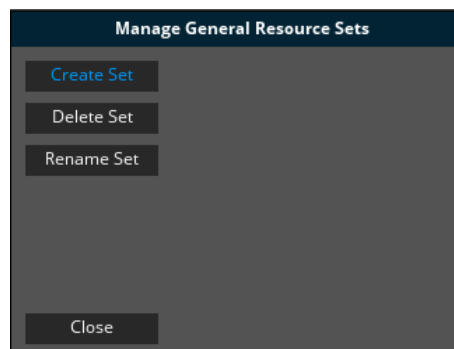 Manage General Resource Sets
Create Set
Delete Set
Rename Set
Close